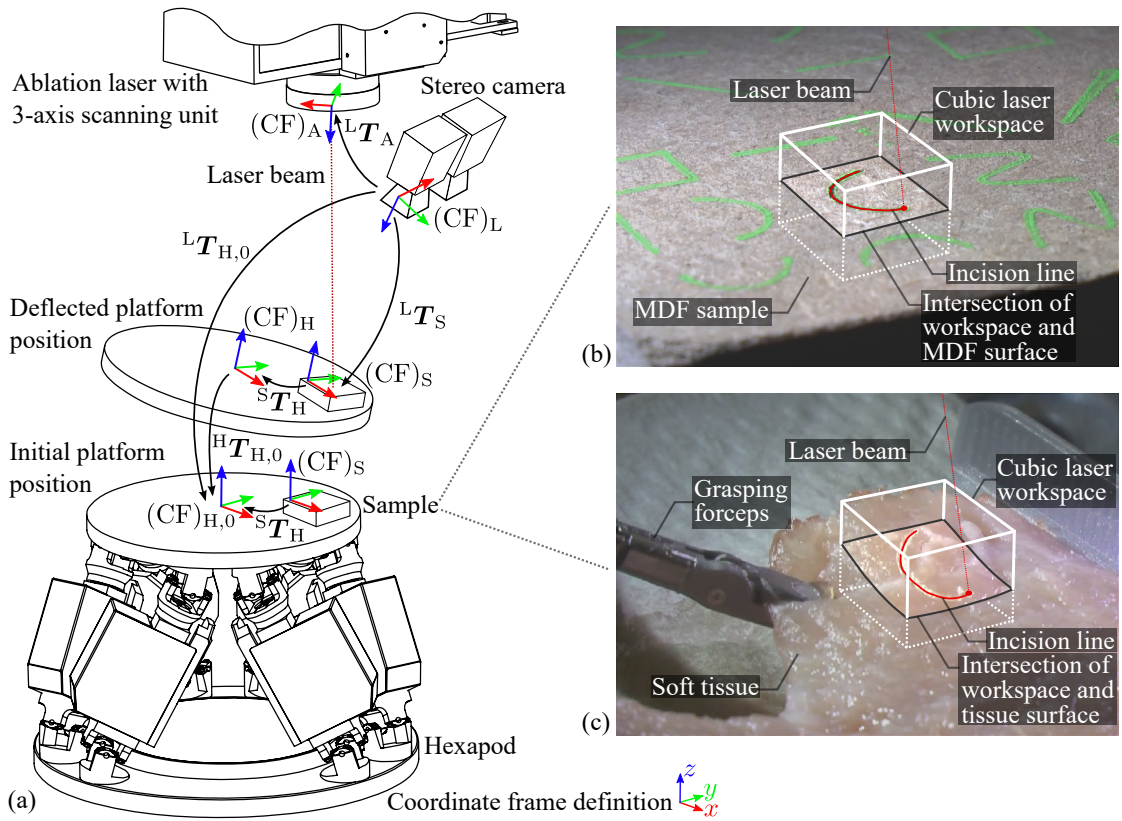 Ablation laser with
3-axis scanning unit
Stereo camera
(CF)A
LTA
Laser beam
(CF)L
LTH,0
LTS
Deflected platform
position
(CF)H
(CF)S
STH
HTH,0
Initial platform
position
(CF)S
(CF)H,0
STH
Sample
Hexapod
(a)
Coordinate frame definition
z
y
x
Laser beam
Cubic laser
workspace
Incision line
MDF sample
Intersection of
workspace and
MDF surface
(b)
Laser beam
Cubic laser
workspace
Grasping
forceps
Incision line
Soft tissue
Intersection of
workspace and
tissue surface
(c)